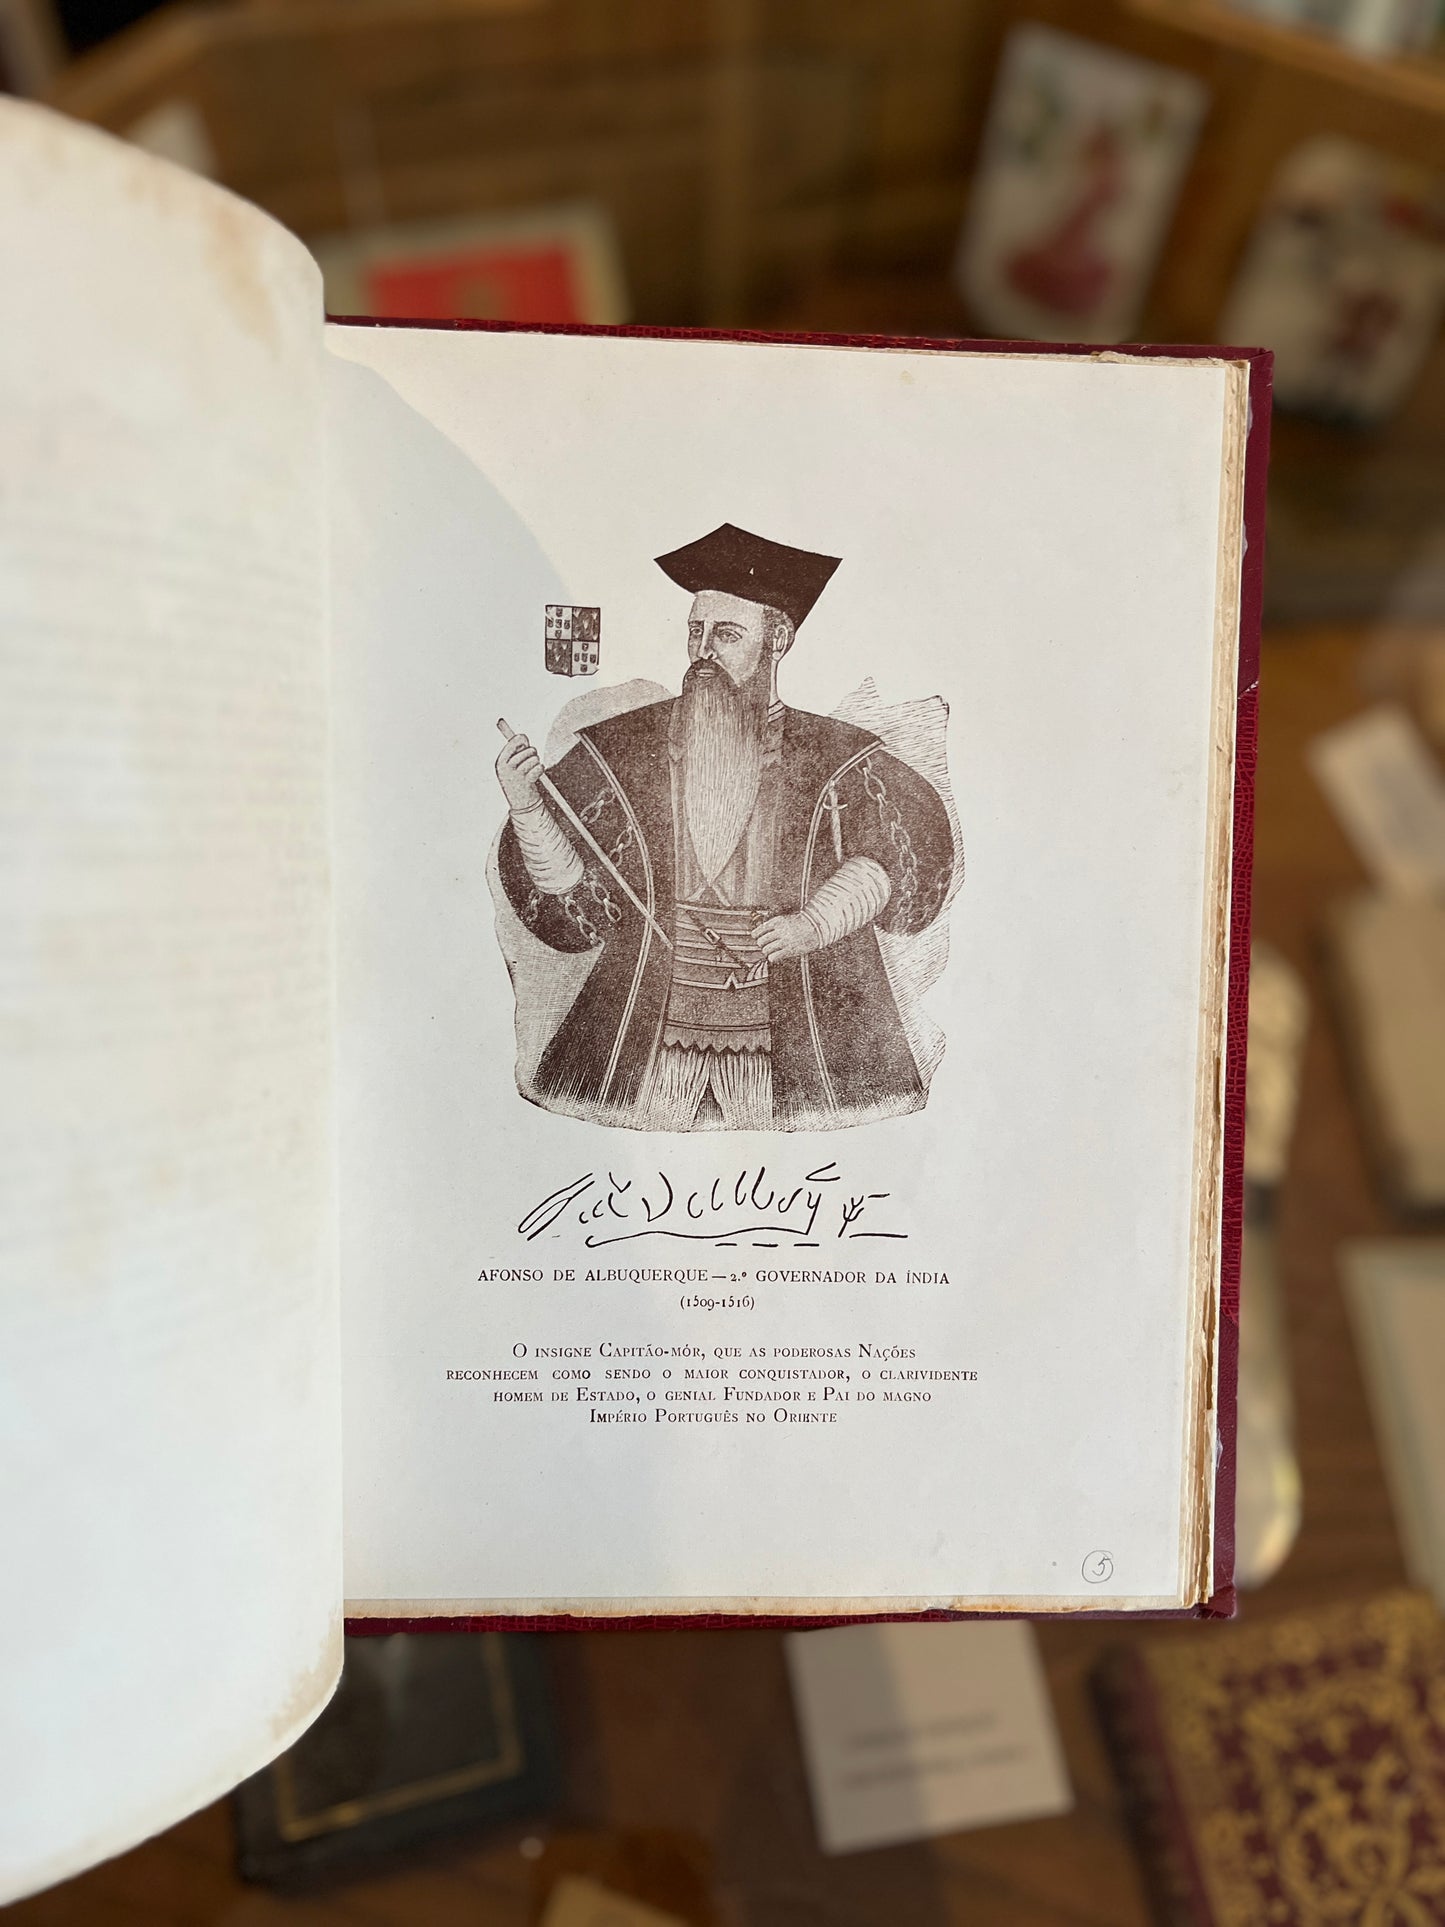 AFONSO DE ALBUQUERQUE — 2.º GOVERNADOR DA ÍNDIA
(1509-1516)
O INSIGNE CAPITÃO-MÓR, QUE AS PODEROSAS NAÇÕES
RECONHECEM COMO SENDO O MAIOR CONQUISTADOR, O CLARIVIDENTE
HOMEM DE ESTADO, O GENIAL FUNDADOR E PAI DO MAGNO
IMPÉRIO PORTUGUÊS NO ORIENTE
5